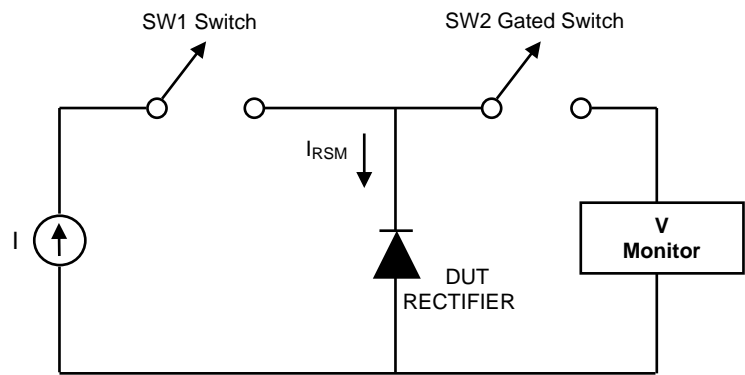 SW1 Switch
SW2 Gated Switch
IRSM
I
V
Monitor
DUT
RECTIFIER